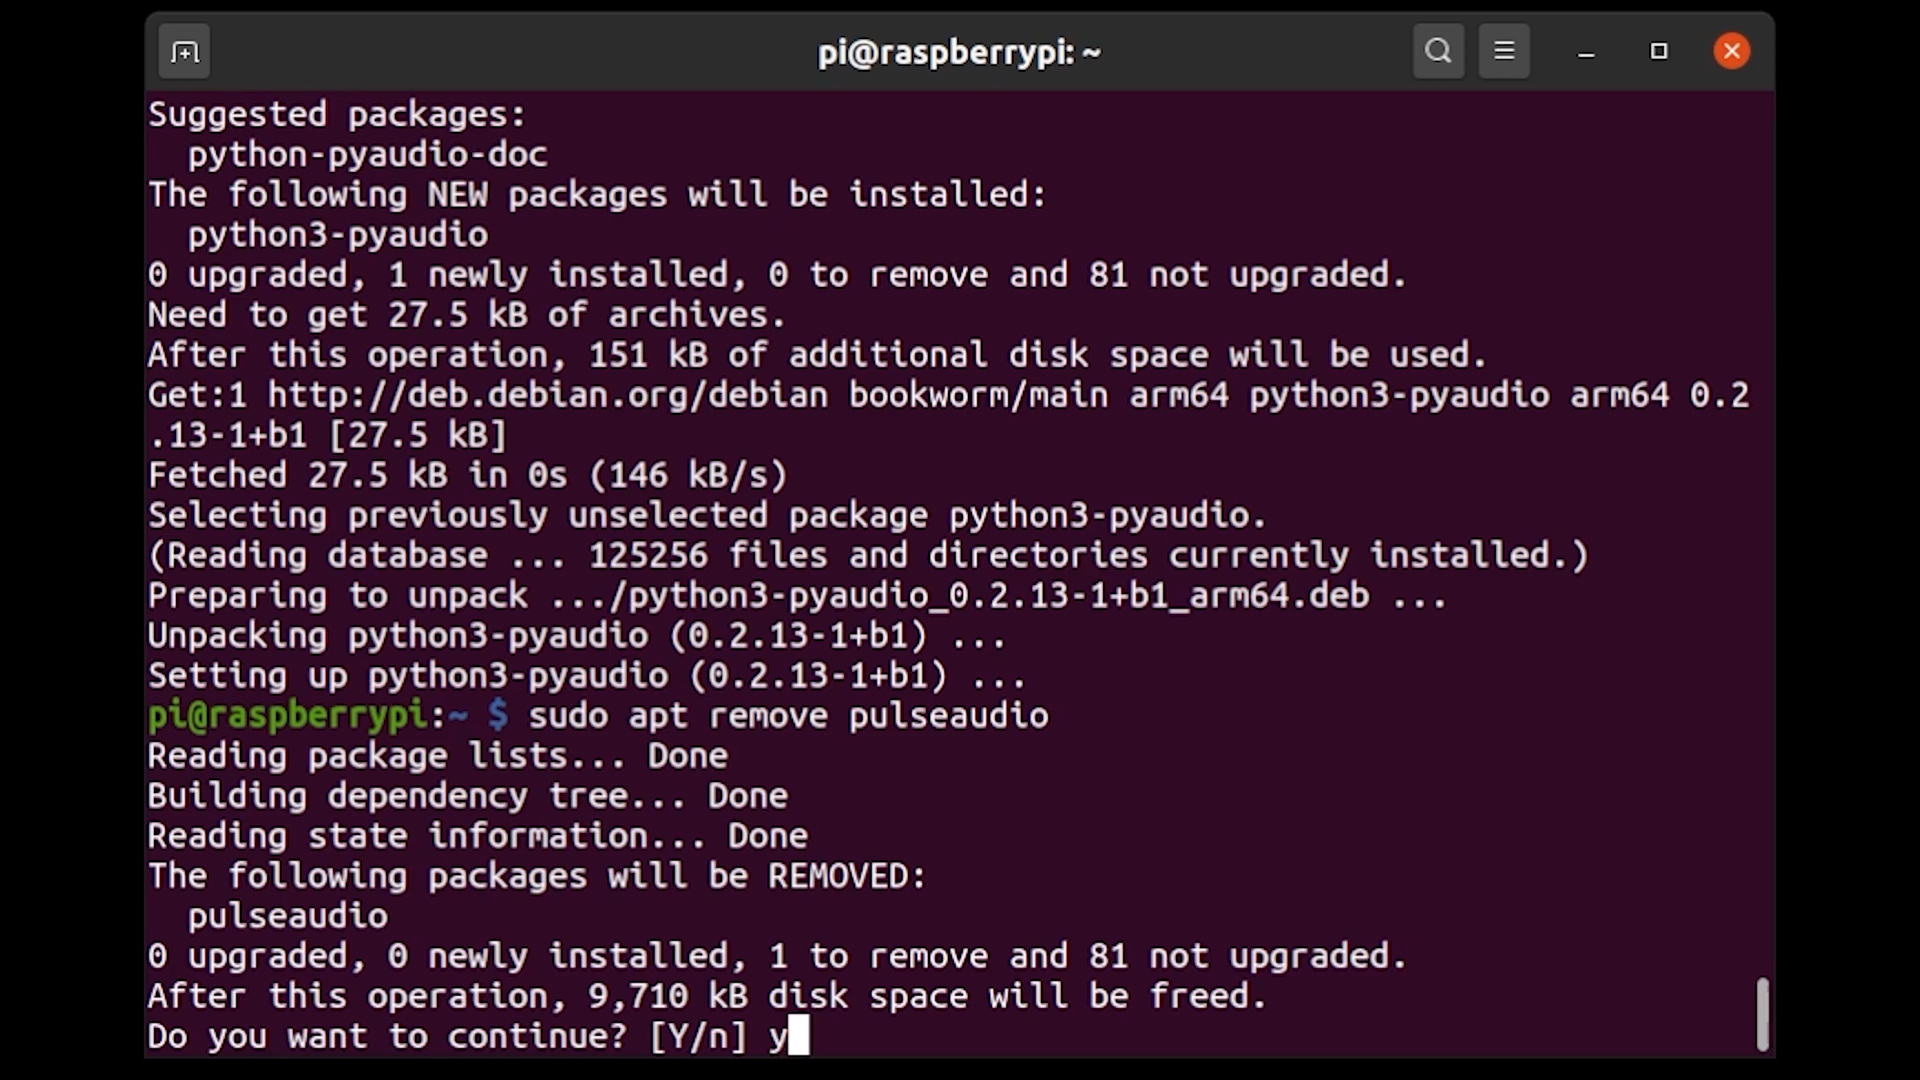 pi@raspberrypi: ~
Suggested packages:
  python-pyaudio-doc
The following NEW packages will be installed:
  python3-pyaudio
0 upgraded, 1 newly installed, 0 to remove and 81 not upgraded.
Need to get 27.5 kB of archives.
After this operation, 151 kB of additional disk space will be used.
Get:1 http://deb.debian.org/debian bookworm/main arm64 python3-pyaudio arm64 0.2
.13-1+b1 [27.5 kB]
Fetched 27.5 kB in 0s (146 kB/s)
Selecting previously unselected package python3-pyaudio.
(Reading database ... 125256 files and directories currently installed.)
Preparing to unpack .../python3-pyaudio_0.2.13-1+b1_arm64.deb ...
Unpacking python3-pyaudio (0.2.13-1+b1) ...
Setting up python3-pyaudio (0.2.13-1+b1) ...
pi@raspberrypi:~ $ sudo apt remove pulseaudio
Reading package lists... Done
Building dependency tree... Done
Reading state information... Done
The following packages will be REMOVED:
  pulseaudio
0 upgraded, 0 newly installed, 1 to remove and 81 not upgraded.
After this operation, 9,710 kB disk space will be freed.
Do you want to continue? [Y/n] y